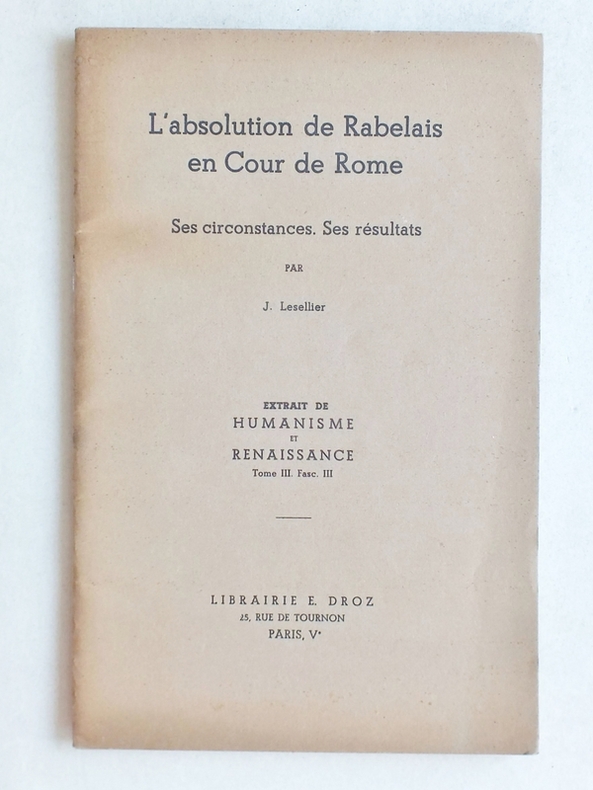 L'absolution de Rabelais
en Cour de Rome
Ses circonstances. Ses résultats
PAR
J. Lesellier
EXTRAIT DE
HUMANISME
ET
RENAISSANCE
Tome III. Fasc. III
LIBRAIRIE E. DROZ
25, RUE DE TOURNON
PARIS, Vᵉ